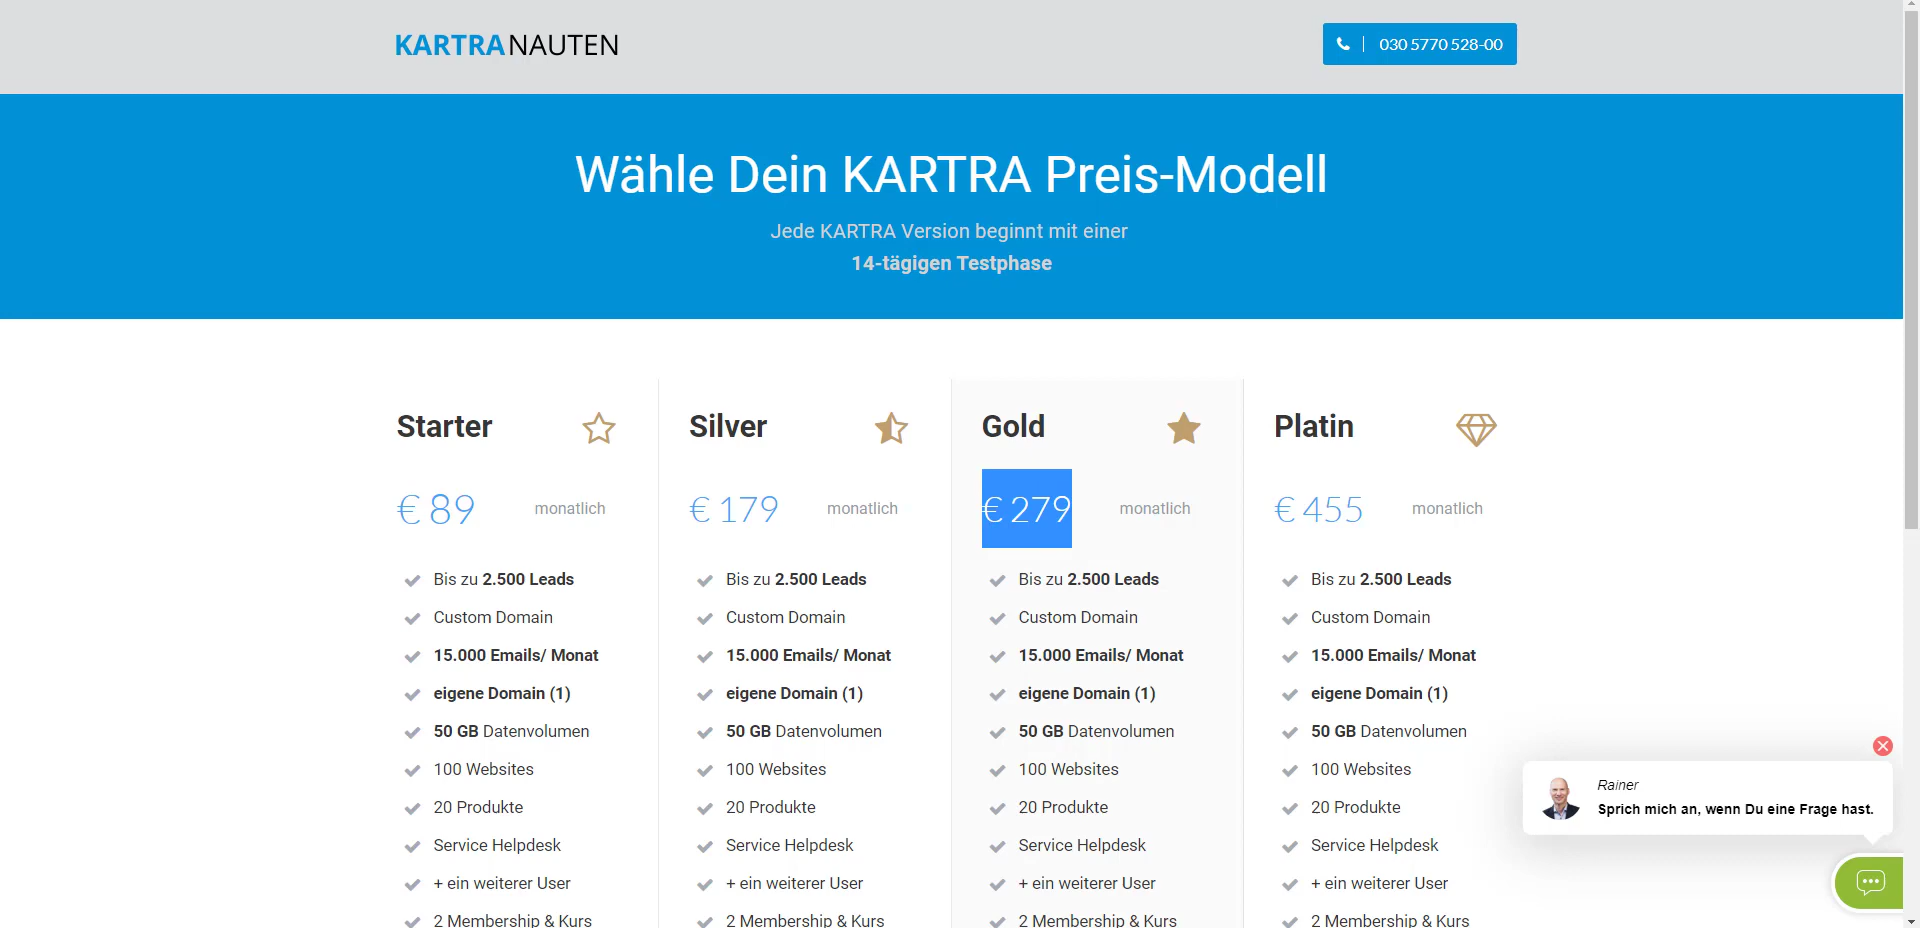 KARTRANAUTEN
030 5770 528-00
Wähle Dein KARTRA Preis-Modell
Jede KARTRA Version beginnt mit einer
14-tägigen Testphase
Starter
€ 89 monatlich
Bis zu 2.500 Leads
Custom Domain
15.000 Emails/ Monat
eigene Domain (1)
50 GB Datenvolumen
100 Websites
20 Produkte
Service Helpdesk
+ ein weiterer User
2 Membership & Kurs
Silver
€ 179 monatlich
Bis zu 2.500 Leads
Custom Domain
15.000 Emails/ Monat
eigene Domain (1)
50 GB Datenvolumen
100 Websites
20 Produkte
Service Helpdesk
+ ein weiterer User
2 Membership & Kurs
Gold
€ 279 monatlich
Bis zu 2.500 Leads
Custom Domain
15.000 Emails/ Monat
eigene Domain (1)
50 GB Datenvolumen
100 Websites
20 Produkte
Service Helpdesk
+ ein weiterer User
2 Membership & Kurs
Platin
€ 455 monatlich
Bis zu 2.500 Leads
Custom Domain
15.000 Emails/ Monat
eigene Domain (1)
50 GB Datenvolumen
100 Websites
20 Produkte
Service Helpdesk
+ ein weiterer User
2 Membership & Kurs
Rainer
Sprich mich an, wenn Du eine Frage hast.